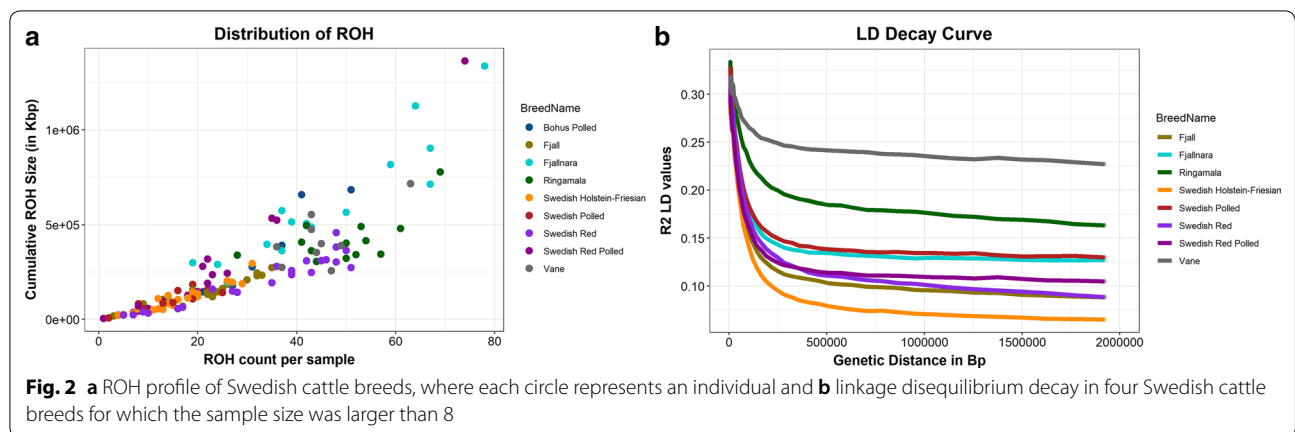 a
Distribution of ROH
Cumulative ROH Size (in Kbp)
1e+06
5e+05
0e+00
0 20 40 60 80
ROH count per sample
BreedName
Bohus Polled
Fjall
Fjallnara
Ringamala
Swedish Holstein-Friesian
Swedish Polled
Swedish Red
Swedish Red Polled
Vane
b
LD Decay Curve
R2 LD values
0.30
0.25
0.20
0.15
0.10
0 500000 1000000 1500000 2000000
Genetic Distance in Bp
BreedName
Fjall
Fjallnara
Ringamala
Swedish Holstein-Friesian
Swedish Polled
Swedish Red
Swedish Red Polled
Vane
Fig. 2 a ROH profile of Swedish cattle breeds, where each circle represents an individual and b linkage disequilibrium decay in four Swedish cattle
breeds for which the sample size was larger than 8